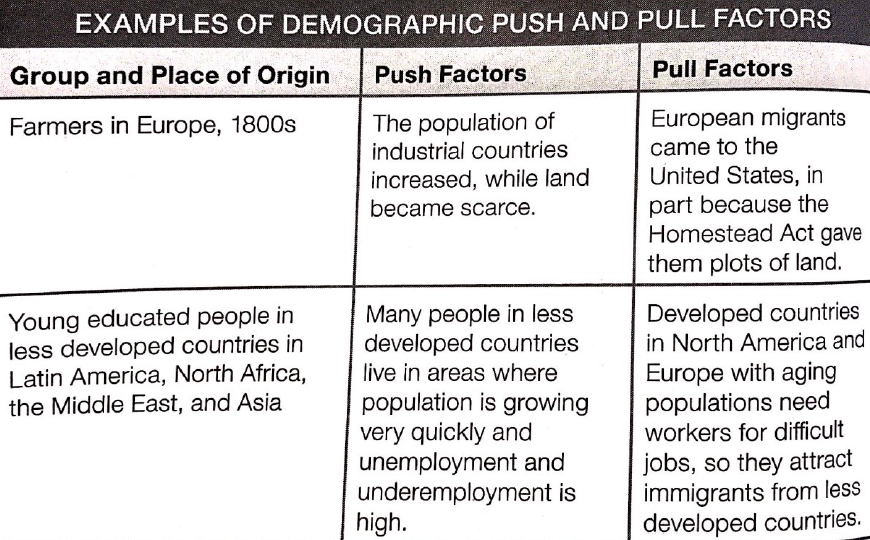 EXAMPLES OF DEMOGRAPHIC PUSH AND PULL FACTORS
Group and Place of Origin
Push Factors
Pull Factors
Farmers in Europe, 1800s
The population of
industrial countries
increased, while land
became scarce.
European migrants
came to the
United States, in
part because the
Homestead Act gave
them plots of land.
Young educated people in
less developed countries in
Latin America, North Africa,
the Middle East, and Asia
Many people in less
developed countries
live in areas where
population is growing
very quickly and
unemployment and
underemployment is
high.
Developed countries
in North America and
Europe with aging
populations need
workers for difficult
jobs, so they attract
immigrants from less
developed countries.